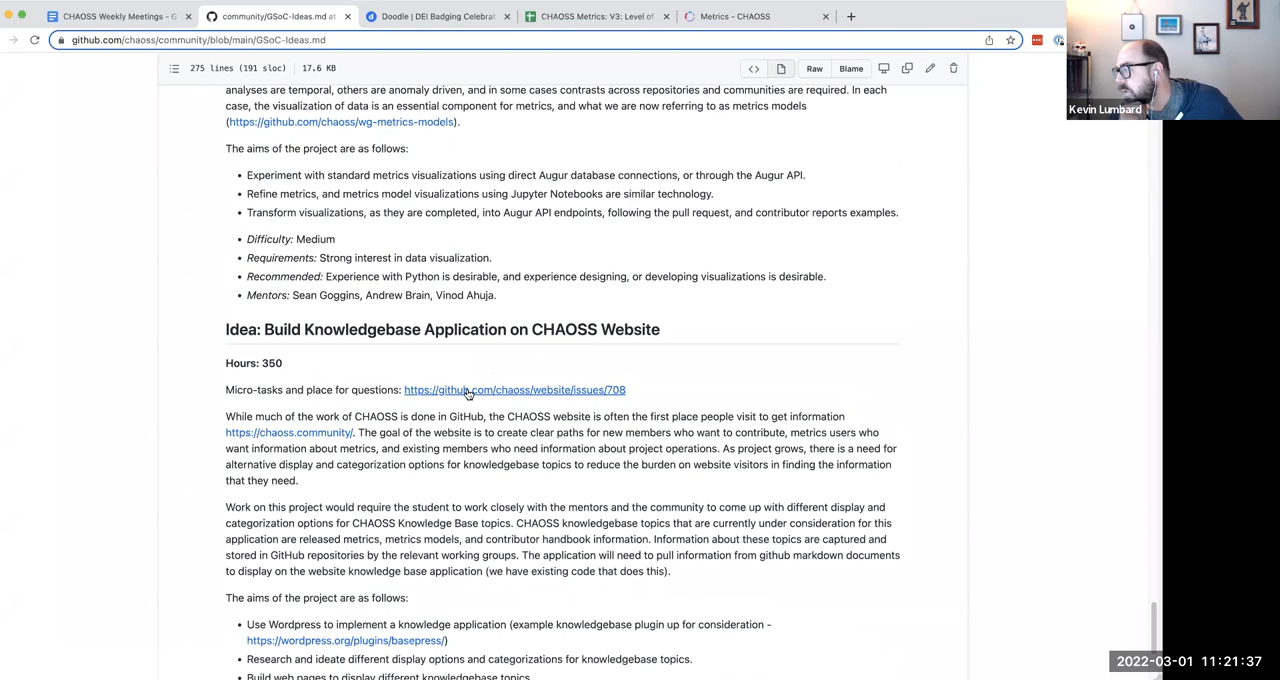 CHAOSS Weekly Meetings - G
community/GSoC-Ideas.md at
Doodle | DEI Badging Celebrat
CHAOSS Metrics: V3: Level of
Metrics - CHAOSS
github.com/chaoss/community/blob/main/GSoC-Ideas.md
Kevin Lumbard
275 lines (191 sloc) 17.6 KB
Raw Blame
analyses are temporal, others are anomaly driven, and in some cases contrasts across repositories and communities are required. In each
case, the visualization of data is an essential component for metrics, and what we are now referring to as metrics models
(https://github.com/chaoss/wg-metrics-models).
The aims of the project are as follows:
• Experiment with standard metrics visualizations using direct Augur database connections, or through the Augur API.
• Refine metrics, and metrics model visualizations using Jupyter Notebooks are similar technology.
• Transform visualizations, as they are completed, into Augur API endpoints, following the pull request, and contributor reports examples.
• Difficulty: Medium
• Requirements: Strong interest in data visualization.
• Recommended: Experience with Python is desirable, and experience designing, or developing visualizations is desirable.
• Mentors: Sean Goggins, Andrew Brain, Vinod Ahuja.
Idea: Build Knowledgebase Application on CHAOSS Website
Hours: 350
Micro-tasks and place for questions: https://github.com/chaoss/website/issues/708
While much of the work of CHAOSS is done in GitHub, the CHAOSS website is often the first place people visit to get information
https://chaoss.community/. The goal of the website is to create clear paths for new members who want to contribute, metrics users who
want information about metrics, and existing members who need information about project operations. As project grows, there is a need for
alternative display and categorization options for knowledgebase topics to reduce the burden on website visitors in finding the information
that they need.
Work on this project would require the student to work closely with the mentors and the community to come up with different display and
categorization options for CHAOSS Knowledge Base topics. CHAOSS knowledgebase topics that are currently under consideration for this
application are released metrics, metrics models, and contributor handbook information. Information about these topics are captured and
stored in GitHub repositories by the relevant working groups. The application will need to pull information from github markdown documents
to display on the website knowledge base application (we have existing code that does this).
The aims of the project are as follows:
• Use Wordpress to implement a knowledge application (example knowledgebase plugin up for consideration -
https://wordpress.org/plugins/basepress/)
• Research and ideate different display options and categorizations for knowledgebase topics.
• Build web pages to display different knowledgebase topics
2022-03-01 11:21:37